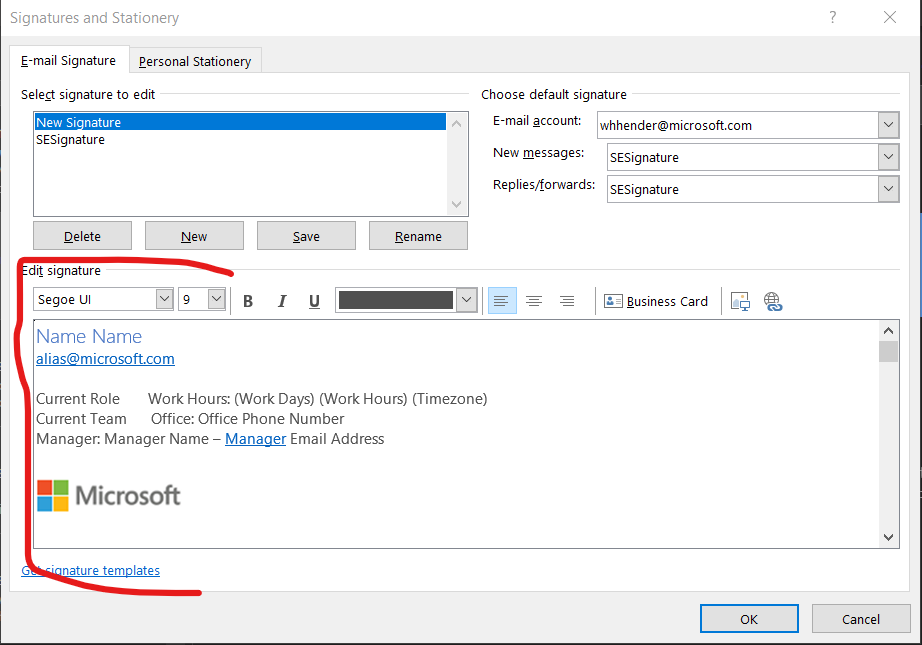 Signatures and Stationery
E-mail Signature
Personal Stationery
Select signature to edit
New Signature
SESignature
Delete
New
Save
Rename
Choose default signature
E-mail account:
whhender@microsoft.com
New messages:
SESignature
Replies/forwards:
SESignature
Edit signature
Segoe UI
9
B
I
U
Business Card
Name Name
alias@microsoft.com
Current Role Work Hours: (Work Days) (Work Hours) (Timezone)
Current Team Office: Office Phone Number
Manager: Manager Name – Manager Email Address
Microsoft
Get signature templates
OK
Cancel